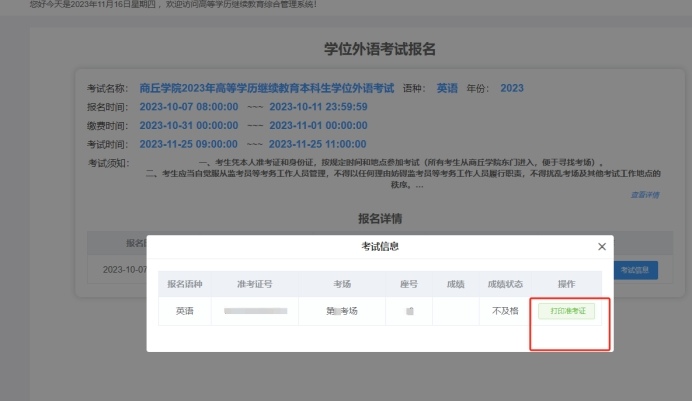 您好今天是2023年11月16日星期四，欢迎访问高等学历继续教育综合管理系统！
学位外语考试报名
考试名称： 商丘学院2023年高等学历继续教育本科生学位外语考试 语种： 英语 年份： 2023
报名时间： 2023-10-07 08:00:00 ~~~ 2023-10-11 23:59:59
缴费时间： 2023-10-31 00:00:00 ~~~ 2023-11-01 00:00:00
考试时间： 2023-11-25 09:00:00 ~~~ 2023-11-25 11:00:00
考试须知： 一、考生凭本人准考证和身份证，按规定时间和地点参加考试（所有考生从商丘学院东门进入，便于寻找考场）。
二、考生应当自觉服从监考员等考务工作人员管理，不得以任何理由妨碍监考员等考务工作人员履行职责，不得扰乱考场及其他考试工作地点的
秩序。...
查看详情
报名详情
报名
考试信息 ×
2023-10-07 考试信息
报名语种 准考证号 考场 座号 成绩 成绩状态 操作
英语 第 考场 不及格 打印准考证